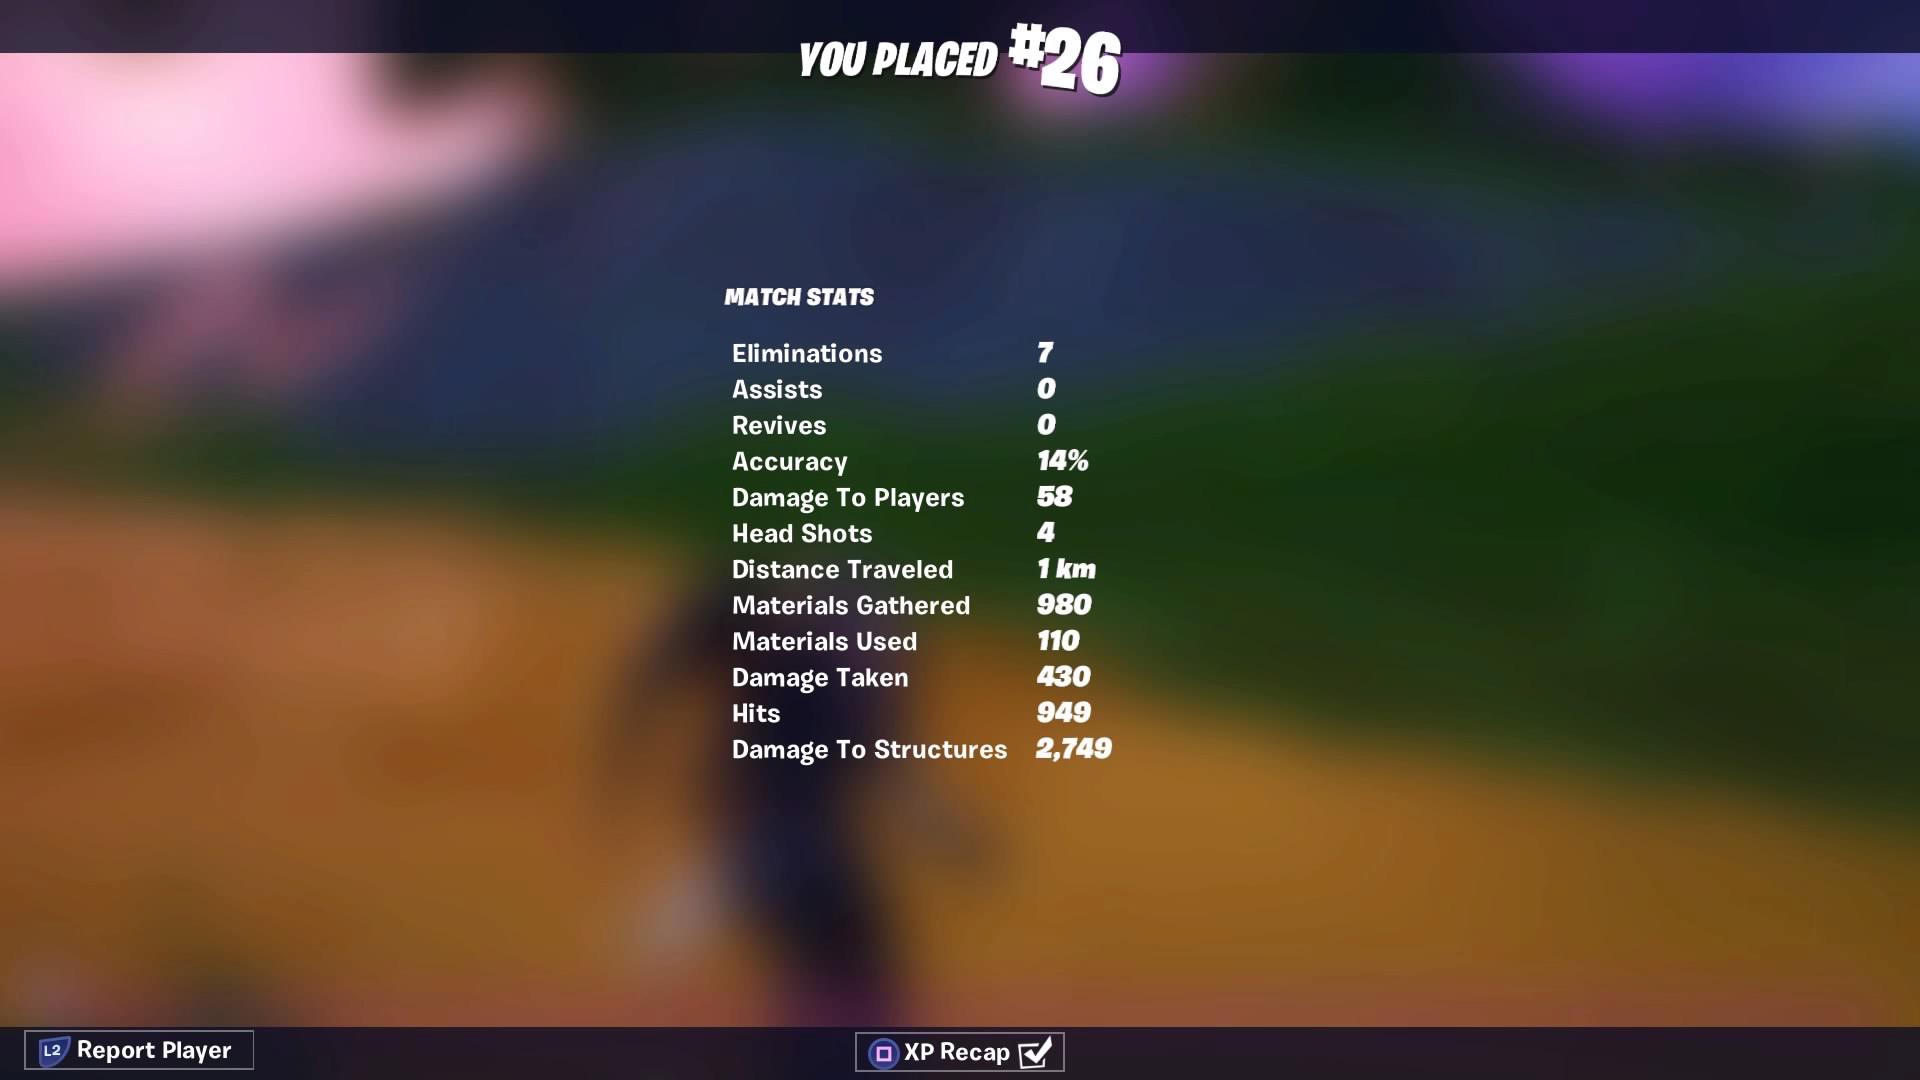 YOU PLACED #26
MATCH STATS
Eliminations 7
Assists 0
Revives 0
Accuracy 14%
Damage To Players 58
Head Shots 4
Distance Traveled 1 km
Materials Gathered 980
Materials Used 110
Damage Taken 430
Hits 949
Damage To Structures 2,749
L2 Report Player
XP Recap